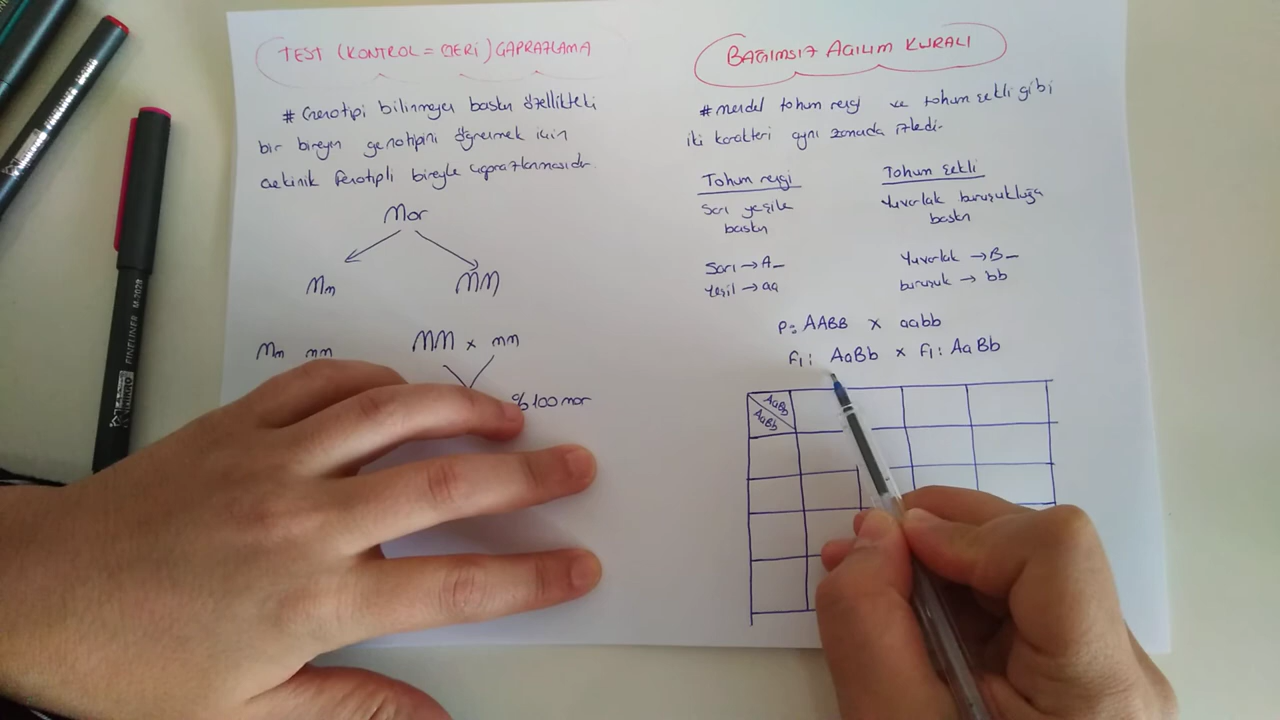 TEST (KONTROL = GERİ) ÇAPRAZLAMA
# Genotipi bilinmeyen baskın özellikteki
bir bireyin genotipini öğrenmek için
çekinik fenotipli bireyle çaprazlanmasıdır.
Mor
Mm MM
Mm mm
MM x mm
%100 mor
BAĞIMSIZ AÇILIM KURALI
# Mendel tohum rengi ve tohum şekli gibi
iki karakteri aynı zamanda izledi.
Tohum rengi
Sarı yeşile
baskın
Sarı → A_
Yeşil → aa
Tohum şekli
Yuvarlak buruşukluğa
baskın
Yuvarlak → B_
buruşuk → bb
P: AABB x aabb
F1: AaBb x F1: AaBb
AaBb
AaBb
FINELINER M-2029